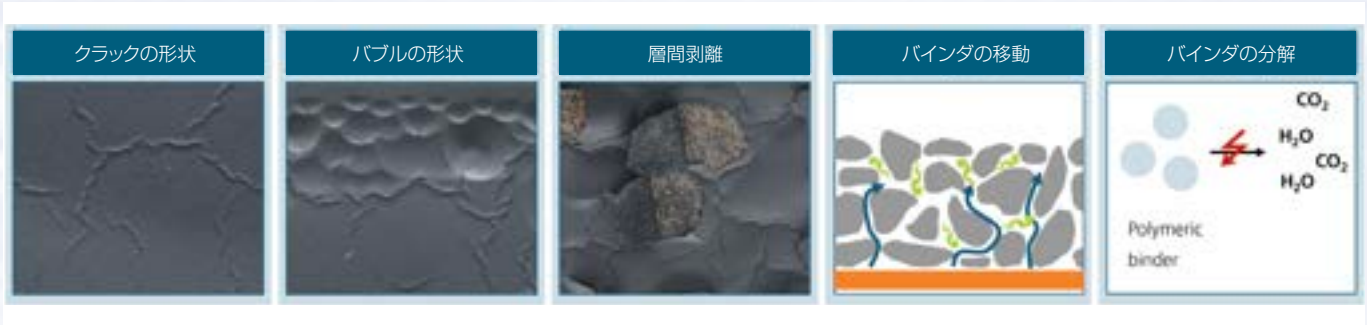 クラックの形状
バブルの形状
層間剥離
バインダの移動
バインダの分解
CO₂
H₂O
CO₂
H₂O
Polymeric
binder